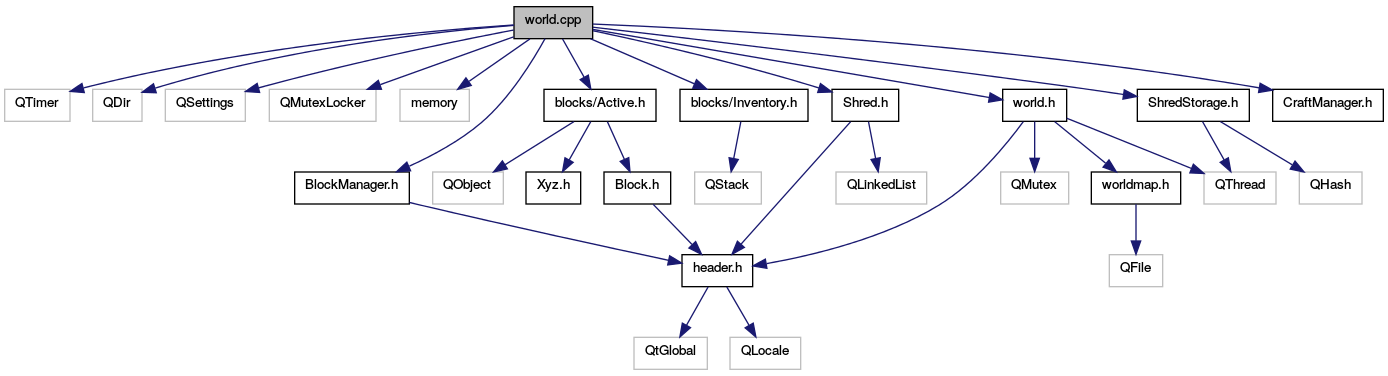 world.cpp
QTimer
QDir
QSettings
QMutexLocker
memory
blocks/Active.h
blocks/Inventory.h
Shred.h
world.h
ShredStorage.h
CraftManager.h
BlockManager.h
QObject
Xyz.h
Block.h
QStack
QLinkedList
QMutex
worldmap.h
QThread
QHash
header.h
QFile
QtGlobal
QLocale